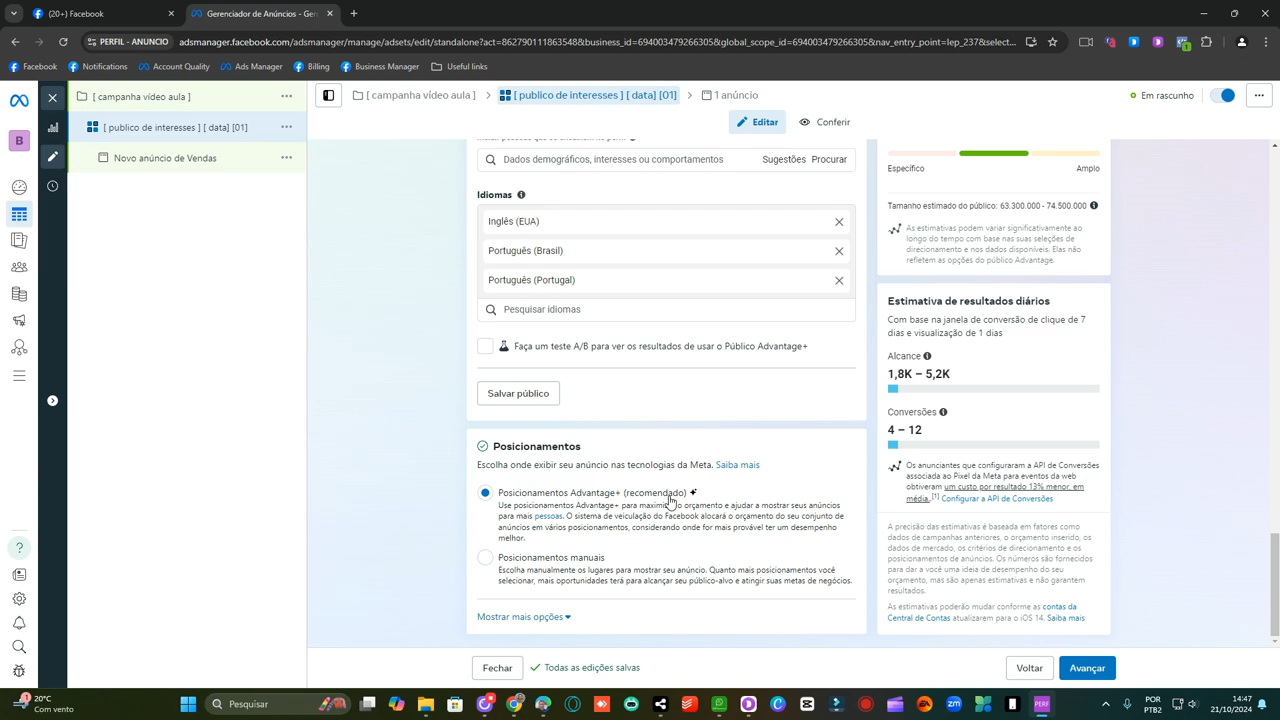 (20+) Facebook
Gerenciador de Anúncios - Ger
PERFIL - ANUNCIO
adsmanager.facebook.com/adsmanager/manage/adsets/edit/standalone?act=862790111863548&business_id=694003479266305&global_scope_id=694003479266305&nav_entry_point=lep_237&select...
Facebook
Notifications
Account Quality
Ads Manager
Billing
Business Manager
Useful links
[ campanha vídeo aula ]
[ publico de interesses ] [ data] [01]
Novo anúncio de Vendas
B
[ campanha vídeo aula ]
[ publico de interesses ] [ data] [01]
1 anúncio
Em rascunho
Editar
Conferir
Dados demográficos, interesses ou comportamentos
Sugestões
Procurar
Idiomas
Inglês (EUA)
Português (Brasil)
Português (Portugal)
Pesquisar idiomas
Faça um teste A/B para ver os resultados de usar o Público Advantage+
Salvar público
Posicionamentos
Escolha onde exibir seu anúncio nas tecnologias da Meta. Saiba mais
Posicionamentos Advantage+ (recomendado)
Use posicionamentos Advantage+ para maximizar o orçamento e ajudar a mostrar seus anúncios
para mais pessoas. O sistema de veiculação do Facebook alocará o orçamento do seu conjunto de
anúncios em vários posicionamentos, considerando onde for mais provável ter um desempenho
melhor.
Posicionamentos manuais
Escolha manualmente os lugares para mostrar seu anúncio. Quanto mais posicionamentos você
selecionar, mais oportunidades terá para alcançar seu público-alvo e atingir suas metas de negócios.
Mostrar mais opções
Específico
Amplo
Tamanho estimado do público: 63.300.000 - 74.500.000
As estimativas podem variar significativamente ao
longo do tempo com base nas suas seleções de
direcionamento e nos dados disponíveis. Elas não
refletem as opções do público Advantage.
Estimativa de resultados diários
Com base na janela de conversão de clique de 7
dias e visualização de 1 dias
Alcance
1,8K – 5,2K
Conversões
4 – 12
Os anunciantes que configuraram a API de Conversões
associada ao Pixel da Meta para eventos da web
obtiveram um custo por resultado 13% menor, em
média.[1] Configurar a API de Conversões
A precisão das estimativas é baseada em fatores como
dados de campanhas anteriores, o orçamento inserido, os
dados de mercado, os critérios de direcionamento e os
posicionamentos de anúncios. Os números são fornecidos
para dar a você uma ideia de desempenho do seu
orçamento, mas são apenas estimativas e não garantem
resultados.
As estimativas poderão mudar conforme as contas da
Central de Contas atualizarem para o iOS 14. Saiba mais
Fechar
Todas as edições salvas
Voltar
Avançar
20°C
Com vento
Pesquisar
PERF
POR
PTB2
14:47
21/10/2024